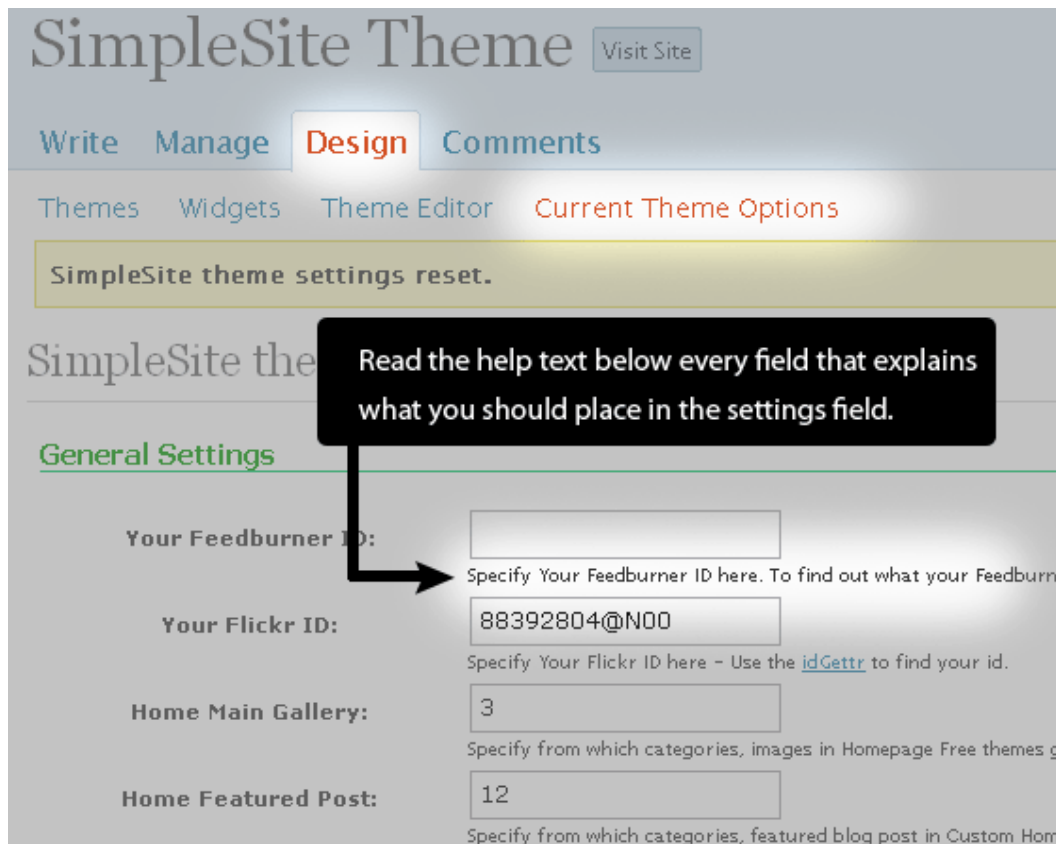 SimpleSite Theme Visit Site
Write Manage Design Comments
Themes Widgets Theme Editor Current Theme Options
SimpleSite theme settings reset.
SimpleSite the
Read the help text below every field that explains
what you should place in the settings field.
General Settings
Your Feedburner ID:
Specify Your Feedburner ID here. To find out what your Feedburn
Your Flickr ID: 88392804@N00
Specify Your Flickr ID here - Use the idGettr to find your id.
Home Main Gallery: 3
Specify from which categories, images in Homepage Free themes g
Home Featured Post: 12
Specify from which categories, featured blog post in Custom Hom